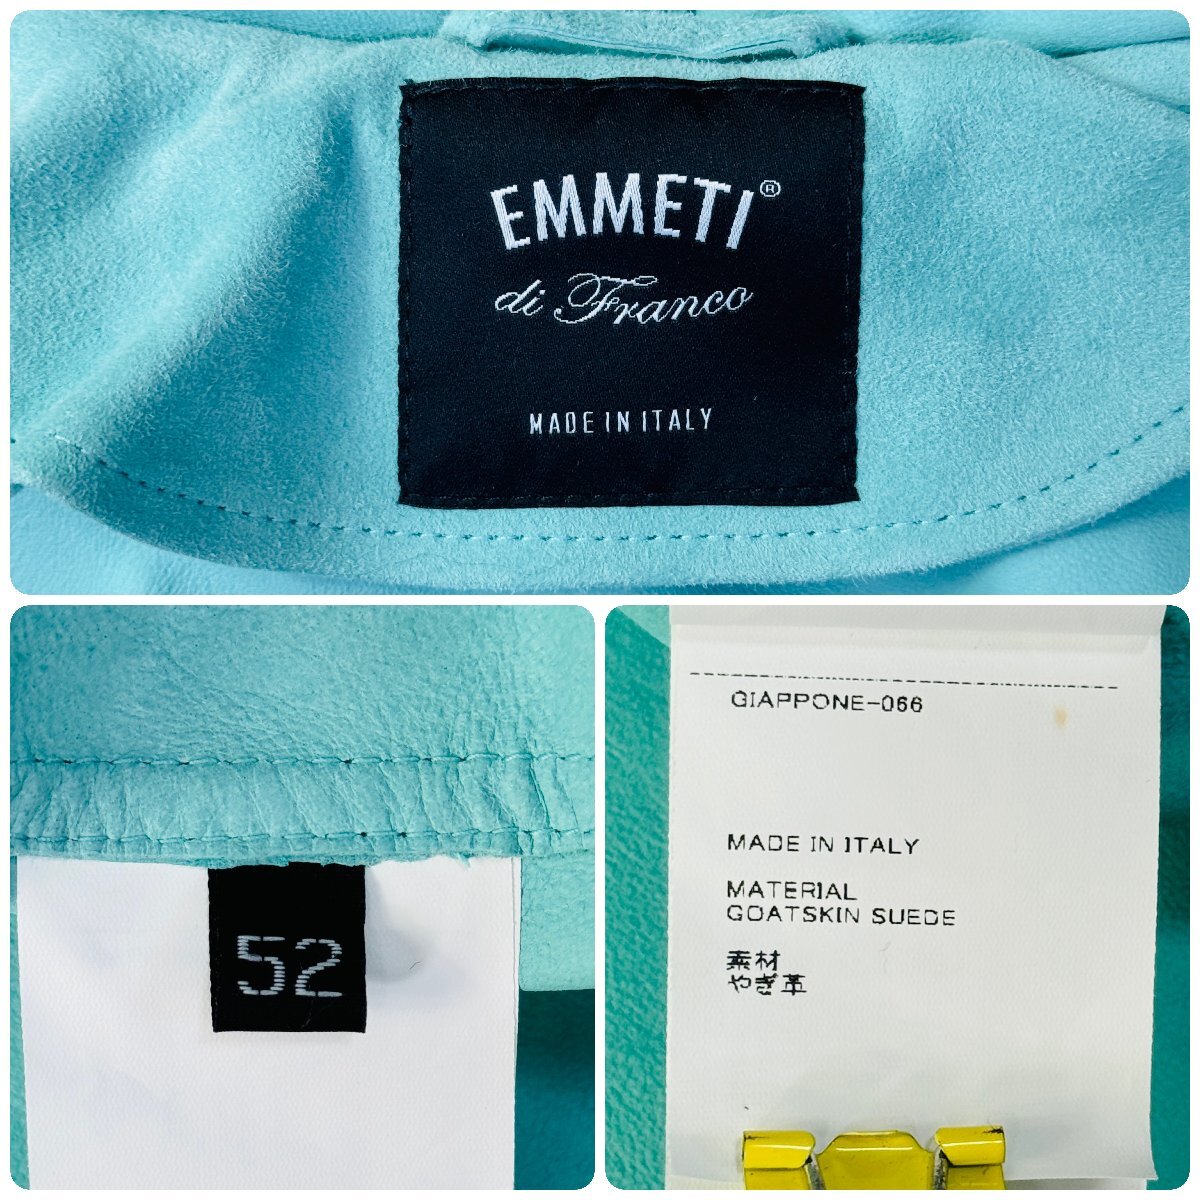 EMMETI®
di Franco
MADE IN ITALY
52
GIAPPONE-066
MADE IN ITALY
MATERIAL
GOATSKIN SUEDE
素材
やぎ革